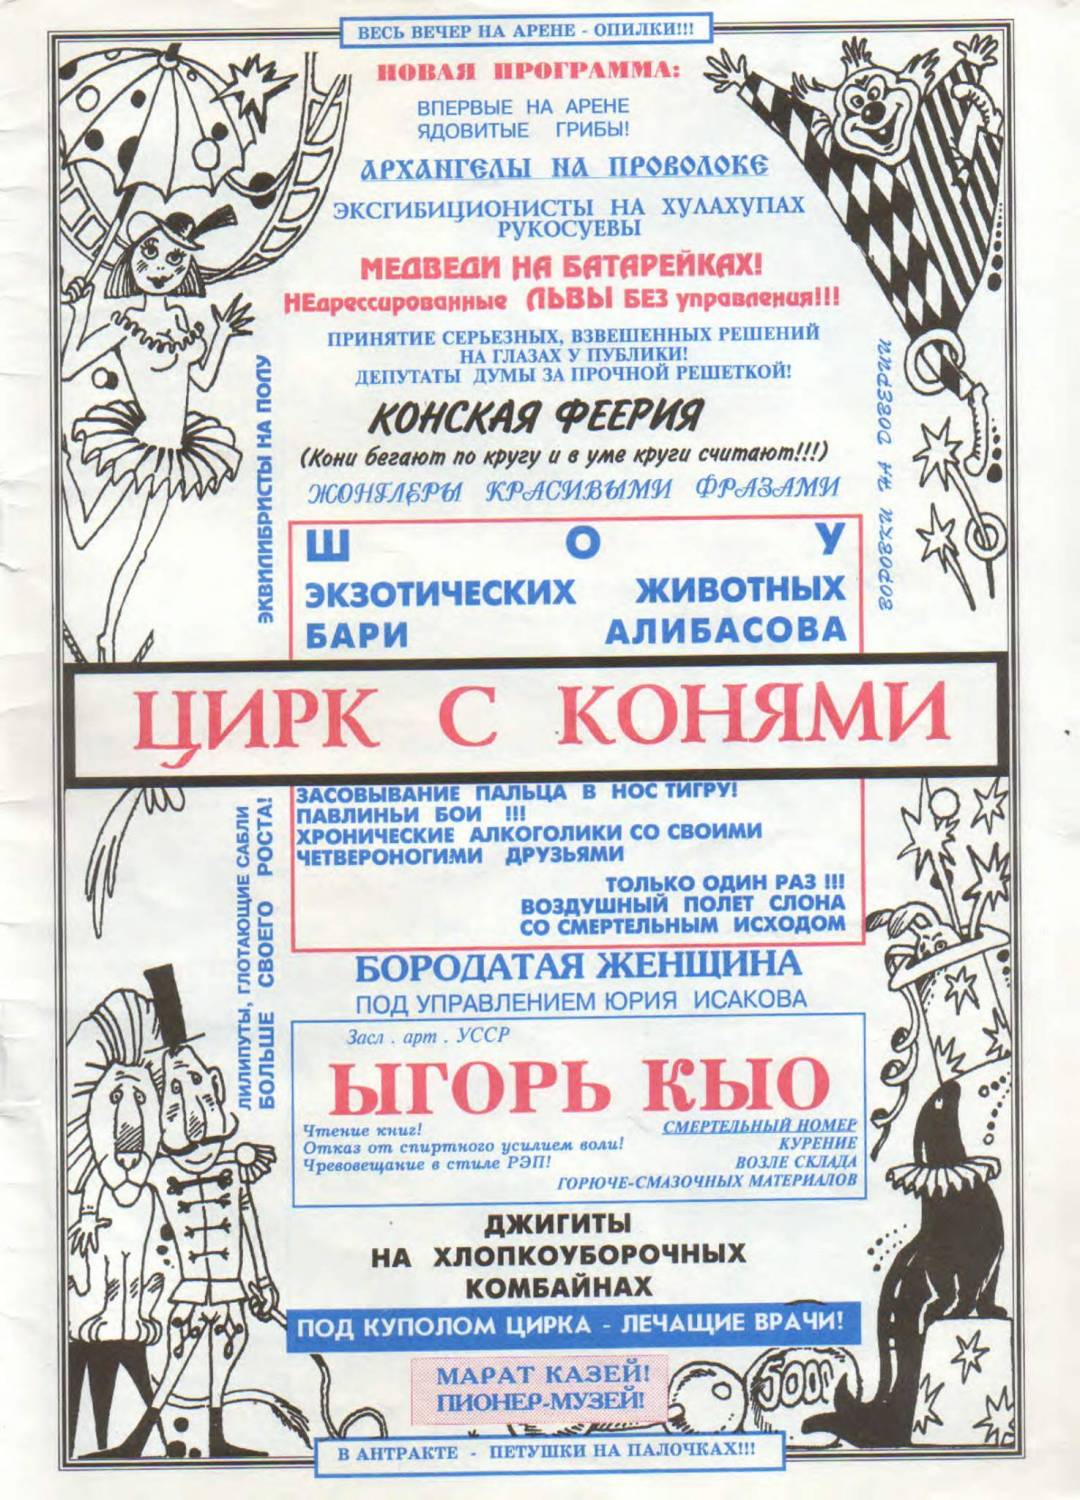 ВЕСЬ ВЕЧЕР НА АРЕНЕ - ОПИЛКИ!!!
НОВАЯ ПРОГРАММА:
ВПЕРВЫЕ НА АРЕНЕ
ЯДОВИТЫЕ ГРИБЫ!
АРХАНГЕЛЫ НА ПРОВОЛОКЕ
ЭКСГИБИЦИОНИСТЫ НА ХУЛАХУПАХ
РУКОСУЕВЫ
МЕДВЕДИ НА БАТАРЕЙКАХ!
НЕдрессированные ЛЬВЫ БЕЗ управления!!!
ПРИНЯТИЕ СЕРЬЕЗНЫХ, ВЗВЕШЕННЫХ РЕШЕНИЙ
НА ГЛАЗАХ У ПУБЛИКИ!
ДЕПУТАТЫ ДУМЫ ЗА ПРОЧНОЙ РЕШЕТКОЙ!
КОНСКАЯ ФЕЕРИЯ
(Кони бегают по кругу и в уме круги считают!!!)
ЖОНГЛЕРЫ КРАСИВЫМИ ФРАЗАМИ
ЭКВИЛИБРИСТЫ НА ПОЛУ
ВОРОВКИ НА ДОВЕРИИ
ШОУ
ЭКЗОТИЧЕСКИХ ЖИВОТНЫХ
БАРИ АЛИБАСОВА
ЦИРК С КОНЯМИ
ЗАСОВЫВАНИЕ ПАЛЬЦА В НОС ТИГРУ!
ПАВЛИНЬИ БОИ !!!
ХРОНИЧЕСКИЕ АЛКОГОЛИКИ СО СВОИМИ
ЧЕТВЕРОНОГИМИ ДРУЗЬЯМИ
ТОЛЬКО ОДИН РАЗ !!!
ВОЗДУШНЫЙ ПОЛЕТ СЛОНА
СО СМЕРТЕЛЬНЫМ ИСХОДОМ
ЛИЛИПУТЫ, ГЛОТАЮЩИЕ САБЛИ
БОЛЬШЕ СВОЕГО РОСТА!
БОРОДАТАЯ ЖЕНЩИНА
ПОД УПРАВЛЕНИЕМ ЮРИЯ ИСАКОВА
Засл . арт . УССР
ЫГОРЬ КЫО
Чтение книг!
Отказ от спиртного усилием воли!
Чревовещание в стиле РЭП!
СМЕРТЕЛЬНЫЙ НОМЕР
КУРЕНИЕ
ВОЗЛЕ СКЛАДА
ГОРЮЧЕ-СМАЗОЧНЫХ МАТЕРИАЛОВ
ДЖИГИТЫ
НА ХЛОПКОУБОРОЧНЫХ
КОМБАЙНАХ
ПОД КУПОЛОМ ЦИРКА - ЛЕЧАЩИЕ ВРАЧИ!
МАРАТ КАЗЕЙ!
ПИОНЕР-МУЗЕЙ!
В АНТРАКТЕ - ПЕТУШКИ НА ПАЛОЧКАХ!!!